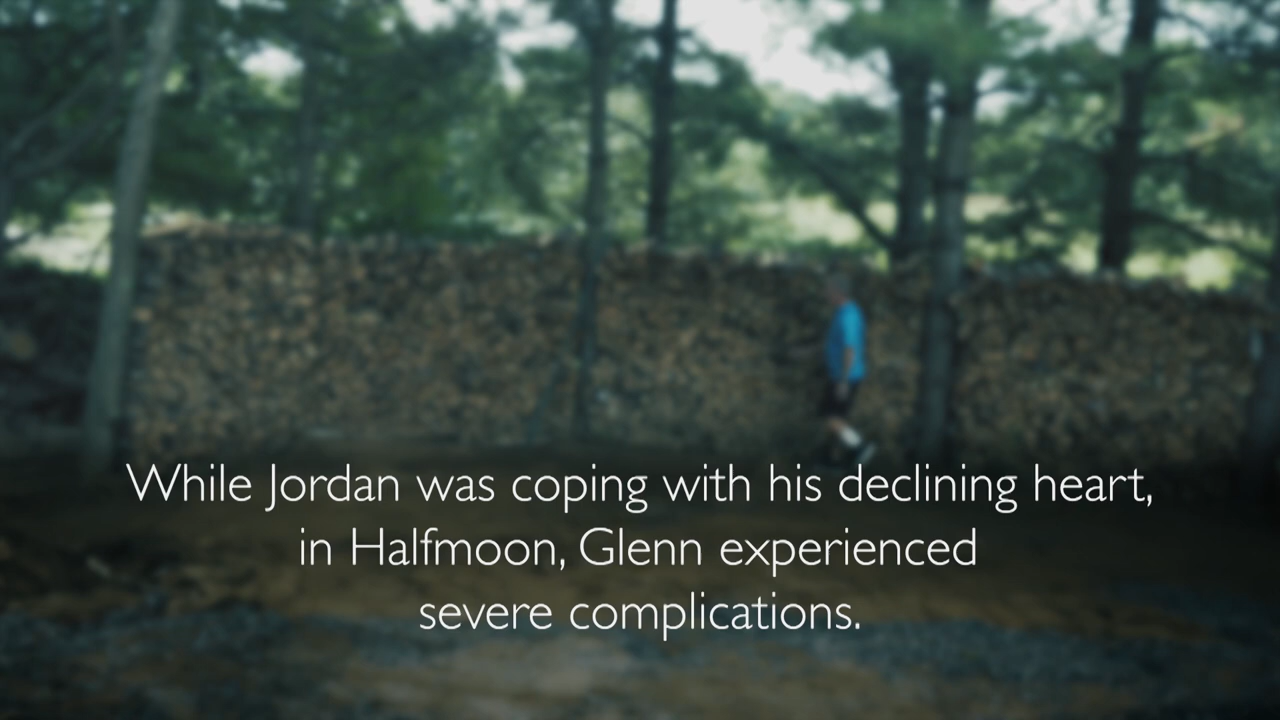 While Jordan was coping with his declining heart,
in Halfmoon, Glenn experienced
severe complications.